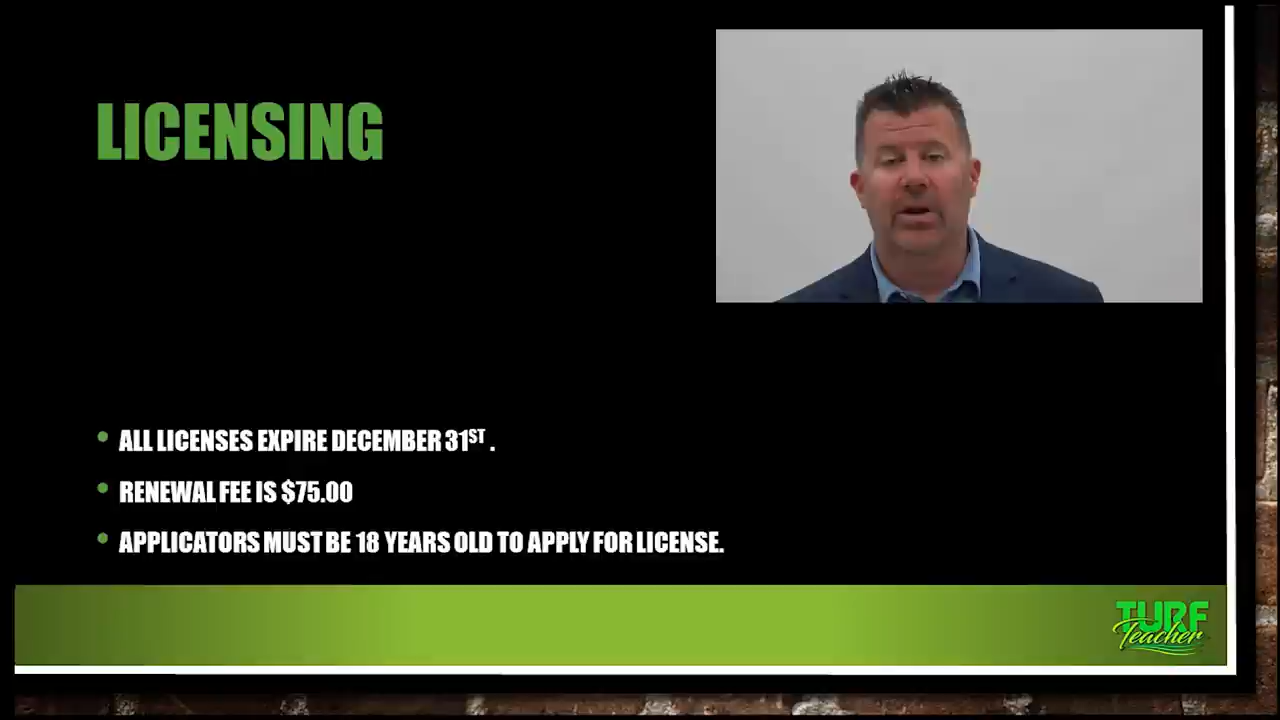 LICENSING
ALL LICENSES EXPIRE DECEMBER 31ST .
RENEWAL FEE IS $75.00
APPLICATORS MUST BE 18 YEARS OLD TO APPLY FOR LICENSE.
TURF
Teacher